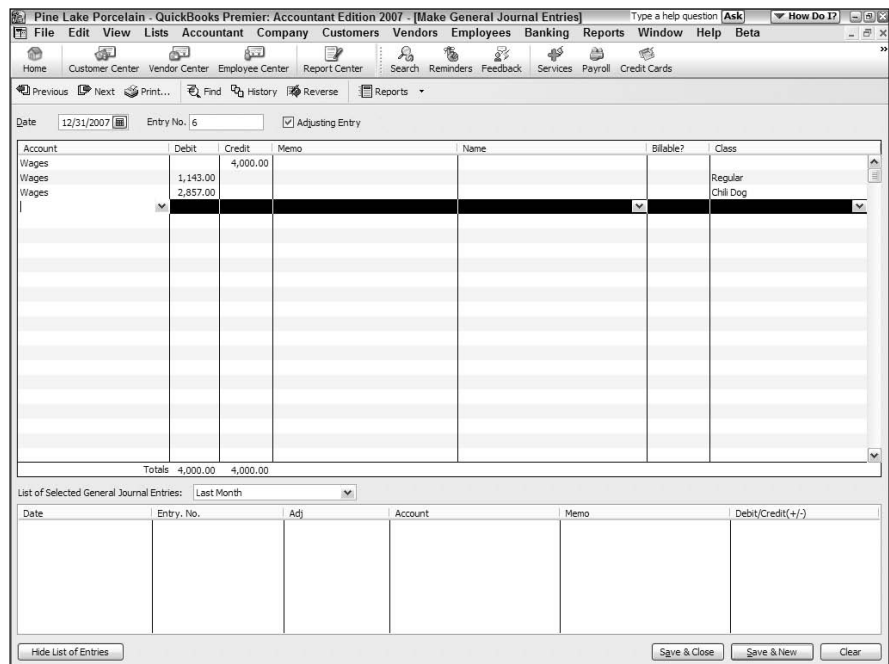 Pine Lake Porcelain - QuickBooks Premier: Accountant Edition 2007 - [Make General Journal Entries] Type a help question Ask How Do I?
File Edit View Lists Accountant Company Customers Vendors Employees Banking Reports Window Help Beta
Home Customer Center Vendor Center Employee Center Report Center Search Reminders Feedback Services Payroll Credit Cards
Previous Next Print... Find History Reverse Reports
Date 12/31/2007 Entry No. 6 Adjusting Entry
Account Debit Credit Memo Name Billable? Class
Wages 4,000.00
Wages 1,143.00 Regular
Wages 2,857.00 Chili Dog
Totals 4,000.00 4,000.00
List of Selected General Journal Entries: Last Month
Date Entry. No. Adj Account Memo Debit/Credit(+/-)
Hide List of Entries Save & Close Save & New Clear